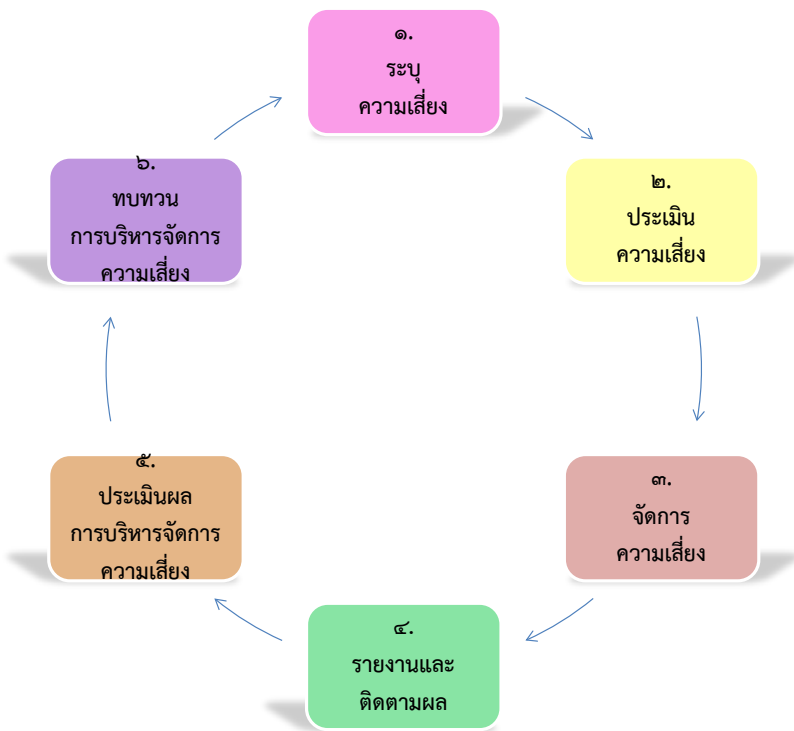 ๑.
ระบุ
ความเสี่ยง
๒.
ประเมิน
ความเสี่ยง
๓.
จัดการ
ความเสี่ยง
๔.
รายงานและ
ติดตามผล
๕.
ประเมินผล
การบริหารจัดการ
ความเสี่ยง
๖.
ทบทวน
การบริหารจัดการ
ความเสี่ยง